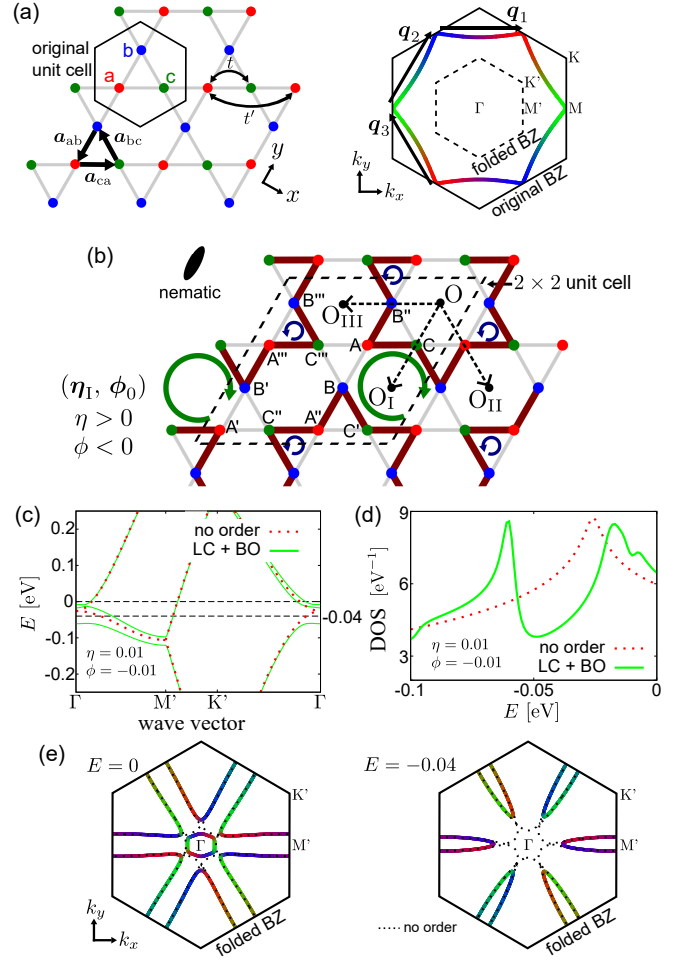 (a)
original
unit cell
b
a
c
t
t′
a_ab
a_bc
a_ca
y
x
q_1
q_2
q_3
K
K'
Γ
M'
M
folded BZ
original BZ
k_y
k_x
(b)
nematic
2 × 2 unit cell
B'''
O_III
B''
O
A
C
A'''
C'''
(η_I, ϕ_0)
η > 0
ϕ < 0
B'
B
O_I
O_II
A'
C''
A''
C'
(c)
0.2
0.1
0
-0.1
-0.2
E [eV]
no order
LC + BO
-0.04
η = 0.01
ϕ = −0.01
Γ
M'
K'
Γ
wave vector
(d)
9
6
3
DOS [eV⁻¹]
η = 0.01
ϕ = −0.01
no order
LC + BO
-0.1
-0.05
0
E [eV]
(e)
E = 0
K'
Γ
M'
k_y
k_x
folded BZ
E = −0.04
K'
Γ
M'
no order
folded BZ